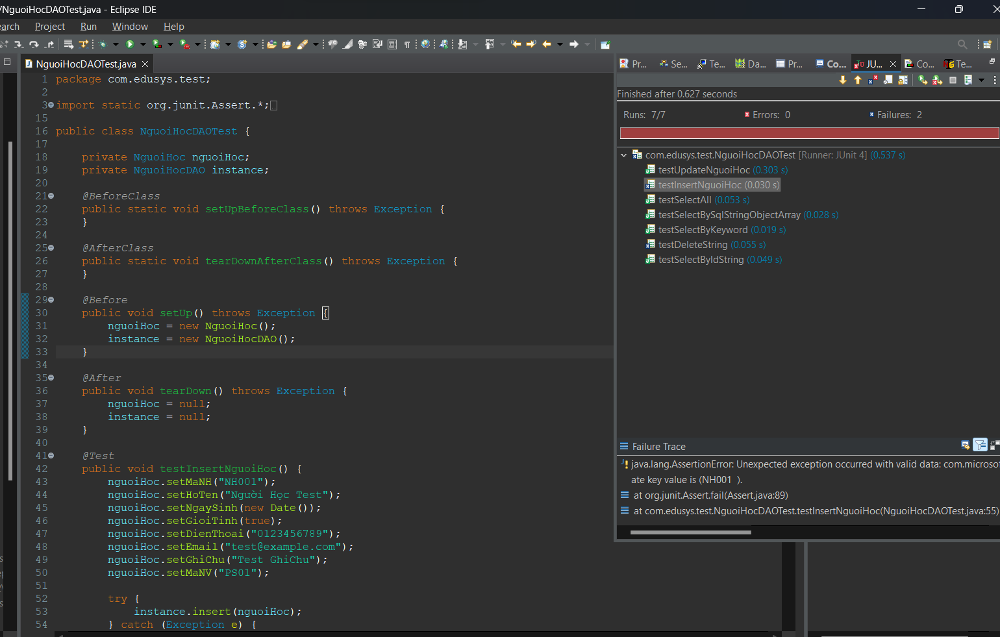 /NguoiHocDAOTest.java - Eclipse IDE
earch Project Run Window Help
NguoiHocDAOTest.java
1 package com.edusys.test;
2
3 import static org.junit.Assert.*;
15
16 public class NguoiHocDAOTest {
17
18 private NguoiHoc nguoiHoc;
19 private NguoiHocDAO instance;
20
21 @BeforeClass
22 public static void setUpBeforeClass() throws Exception {
23 }
24
25 @AfterClass
26 public static void tearDownAfterClass() throws Exception {
27 }
28
29 @Before
30 public void setUp() throws Exception {
31 nguoiHoc = new NguoiHoc();
32 instance = new NguoiHocDAO();
33 }
34
35 @After
36 public void tearDown() throws Exception {
37 nguoiHoc = null;
38 instance = null;
39 }
40
41 @Test
42 public void testInsertNguoiHoc() {
43 nguoiHoc.setMaNH("NH001");
44 nguoiHoc.setHoTen("Người Học Test");
45 nguoiHoc.setNgaySinh(new Date());
46 nguoiHoc.setGioiTinh(true);
47 nguoiHoc.setDienThoai("0123456789");
48 nguoiHoc.setEmail("test@example.com");
49 nguoiHoc.setGhiChu("Test GhiChu");
50 nguoiHoc.setMaNV("PS01");
51
52 try {
53 instance.insert(nguoiHoc);
54 } catch (Exception e) {
Pr... Se... Te... Da... Pr... Co... JU... Co... Te...
Finished after 0.627 seconds
Runs: 7/7 Errors: 0 Failures: 2
com.edusys.test.NguoiHocDAOTest [Runner: JUnit 4] (0.537 s)
testUpdateNguoiHoc (0.303 s)
testInsertNguoiHoc (0.030 s)
testSelectAll (0.053 s)
testSelectBySqlStringObjectArray (0.028 s)
testSelectByKeyword (0.019 s)
testDeleteString (0.055 s)
testSelectByIdString (0.049 s)
Failure Trace
java.lang.AssertionError: Unexpected exception occurred with valid data: com.microsof
ate key value is (NH001 ).
at org.junit.Assert.fail(Assert.java:89)
at com.edusys.test.NguoiHocDAOTest.testInsertNguoiHoc(NguoiHocDAOTest.java:55)